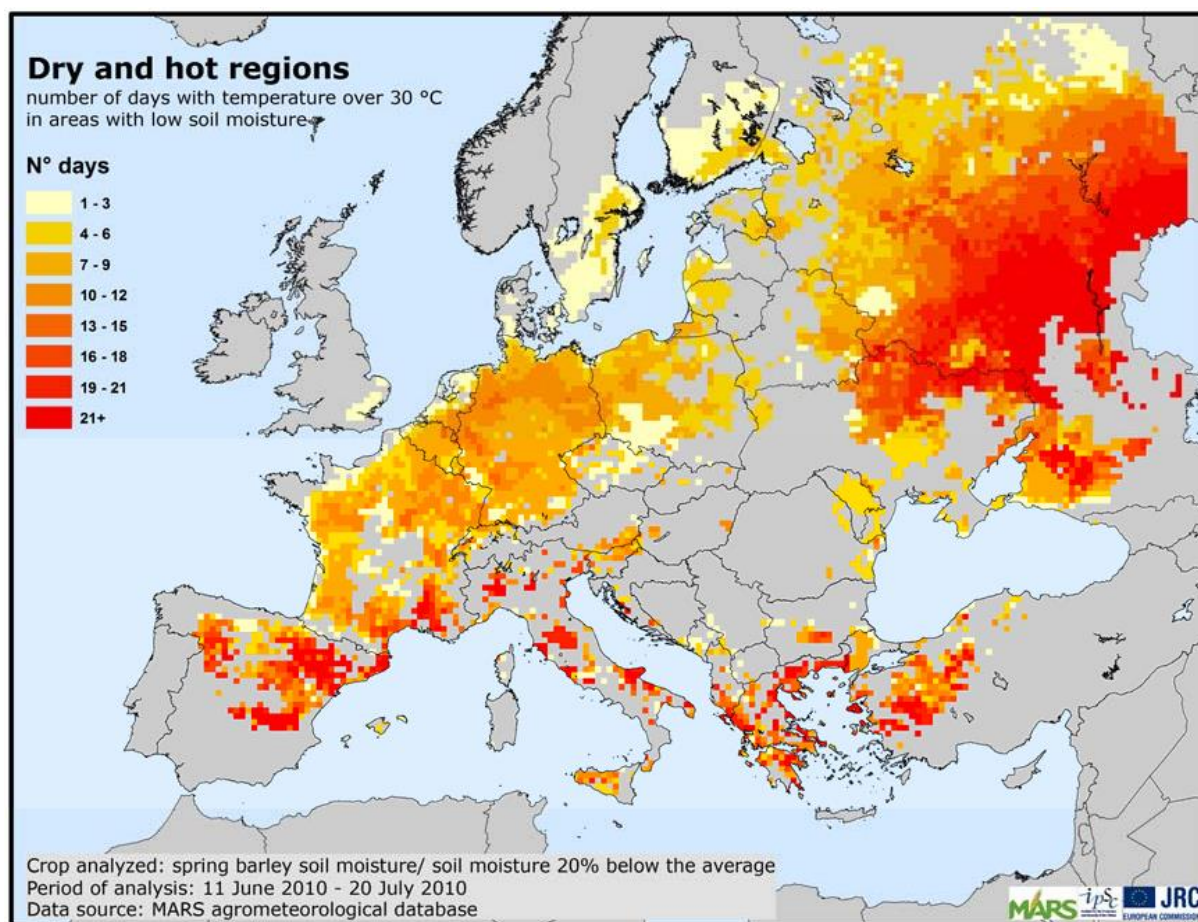 Dry and hot regions
number of days with temperature over 30 °C
in areas with low soil moisture
N° days
1 - 3
4 - 6
7 - 9
10 - 12
13 - 15
16 - 18
19 - 21
21+
Crop analyzed: spring barley soil moisture/ soil moisture 20% below the average
Period of analysis: 11 June 2010 - 20 July 2010
Data source: MARS agrometeorological database
MARS
ipsc
JRC
EUROPEAN COMMISSION